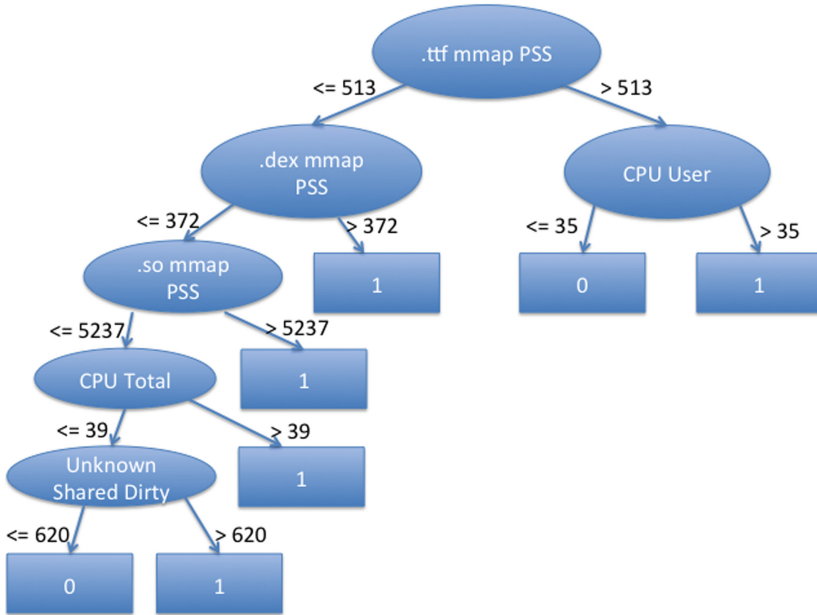 .ttf mmap PSS
<= 513
> 513
.dex mmap
PSS
CPU User
<= 372
> 372
<= 35
> 35
.so mmap
PSS
1
0
1
<= 5237
> 5237
CPU Total
1
<= 39
> 39
Unknown
Shared Dirty
1
<= 620
> 620
0
1